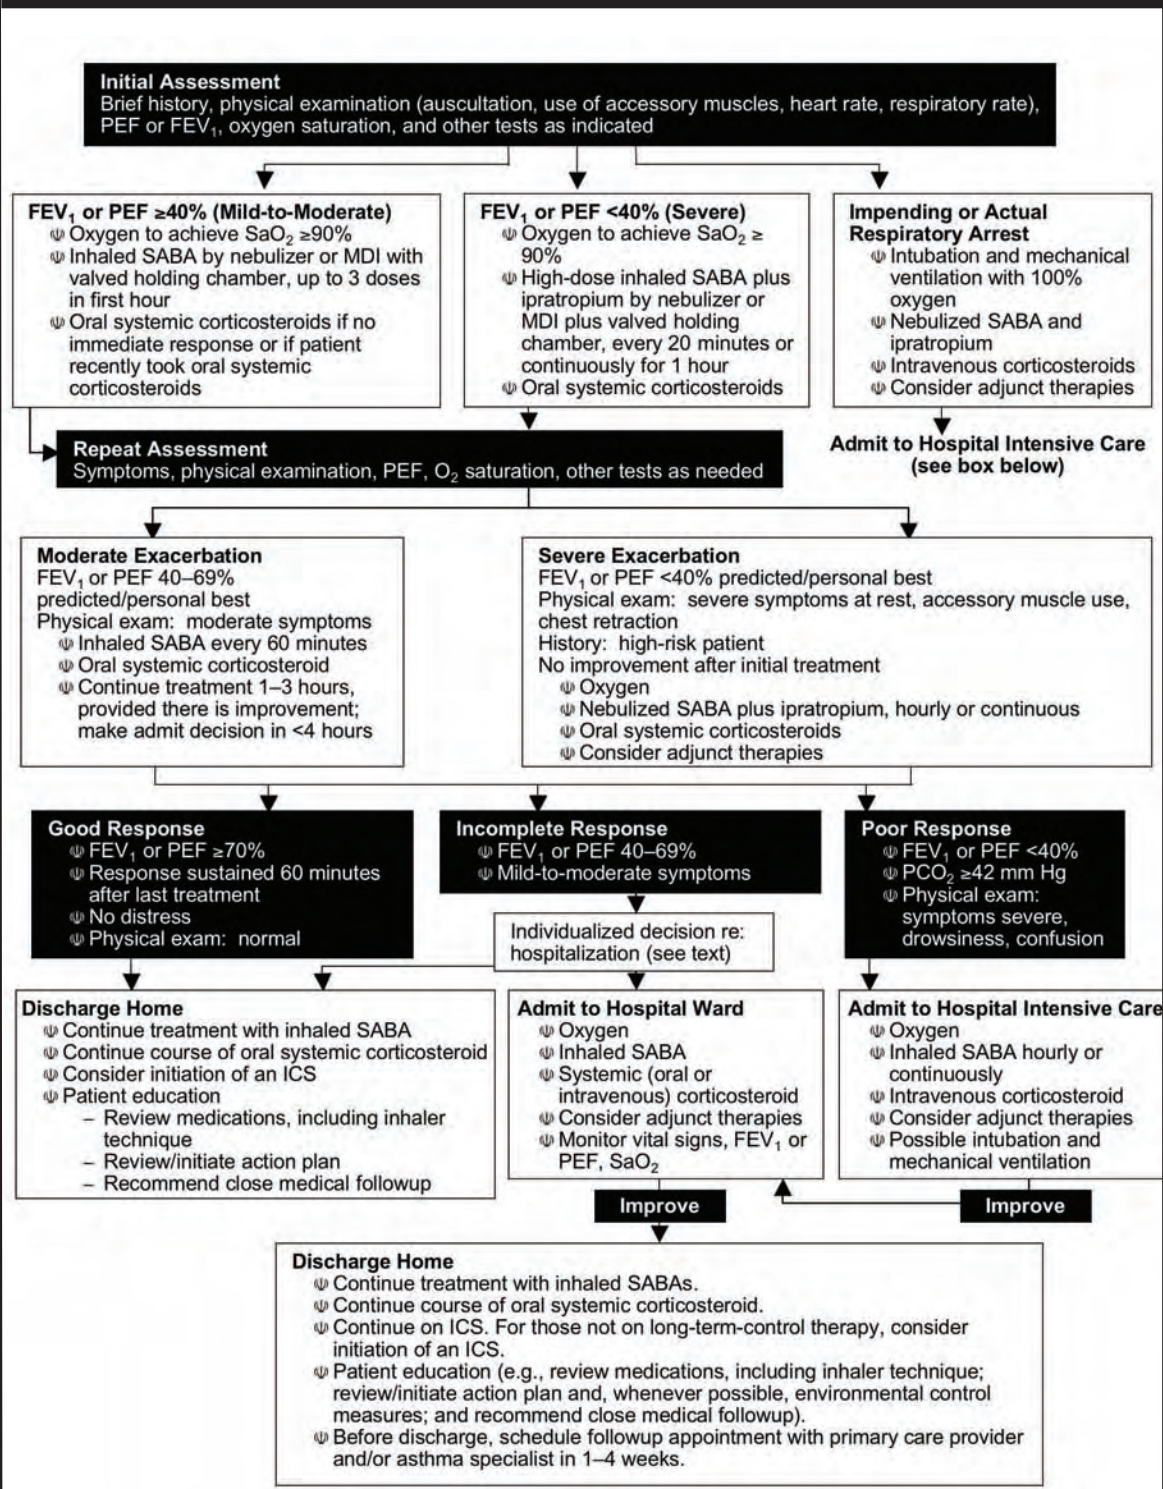 Initial Assessment
Brief history, physical examination (auscultation, use of accessory muscles, heart rate, respiratory rate),
PEF or FEV₁, oxygen saturation, and other tests as indicated
FEV₁ or PEF ≥40% (Mild-to-Moderate)
Oxygen to achieve SaO₂ ≥90%
Inhaled SABA by nebulizer or MDI with
valved holding chamber, up to 3 doses
in first hour
Oral systemic corticosteroids if no
immediate response or if patient
recently took oral systemic
corticosteroids
FEV₁ or PEF <40% (Severe)
Oxygen to achieve SaO₂ ≥
90%
High-dose inhaled SABA plus
ipratropium by nebulizer or
MDI plus valved holding
chamber, every 20 minutes or
continuously for 1 hour
Oral systemic corticosteroids
Impending or Actual
Respiratory Arrest
Intubation and mechanical
ventilation with 100%
oxygen
Nebulized SABA and
ipratropium
Intravenous corticosteroids
Consider adjunct therapies
Admit to Hospital Intensive Care
(see box below)
Repeat Assessment
Symptoms, physical examination, PEF, O₂ saturation, other tests as needed
Moderate Exacerbation
FEV₁ or PEF 40–69%
predicted/personal best
Physical exam: moderate symptoms
Inhaled SABA every 60 minutes
Oral systemic corticosteroid
Continue treatment 1–3 hours,
provided there is improvement;
make admit decision in <4 hours
Severe Exacerbation
FEV₁ or PEF <40% predicted/personal best
Physical exam: severe symptoms at rest, accessory muscle use,
chest retraction
History: high-risk patient
No improvement after initial treatment
Oxygen
Nebulized SABA plus ipratropium, hourly or continuous
Oral systemic corticosteroids
Consider adjunct therapies
Good Response
FEV₁ or PEF ≥70%
Response sustained 60 minutes
after last treatment
No distress
Physical exam: normal
Incomplete Response
FEV₁ or PEF 40–69%
Mild-to-moderate symptoms
Poor Response
FEV₁ or PEF <40%
PCO₂ ≥42 mm Hg
Physical exam:
symptoms severe,
drowsiness, confusion
Individualized decision re:
hospitalization (see text)
Discharge Home
Continue treatment with inhaled SABA
Continue course of oral systemic corticosteroid
Consider initiation of an ICS
Patient education
– Review medications, including inhaler
technique
– Review/initiate action plan
– Recommend close medical followup
Admit to Hospital Ward
Oxygen
Inhaled SABA
Systemic (oral or
intravenous) corticosteroid
Consider adjunct therapies
Monitor vital signs, FEV₁ or
PEF, SaO₂
Admit to Hospital Intensive Care
Oxygen
Inhaled SABA hourly or
continuously
Intravenous corticosteroid
Consider adjunct therapies
Possible intubation and
mechanical ventilation
Improve
Improve
Discharge Home
Continue treatment with inhaled SABAs.
Continue course of oral systemic corticosteroid.
Continue on ICS. For those not on long-term-control therapy, consider
initiation of an ICS.
Patient education (e.g., review medications, including inhaler technique;
review/initiate action plan and, whenever possible, environmental control
measures; and recommend close medical followup).
Before discharge, schedule followup appointment with primary care provider
and/or asthma specialist in 1–4 weeks.